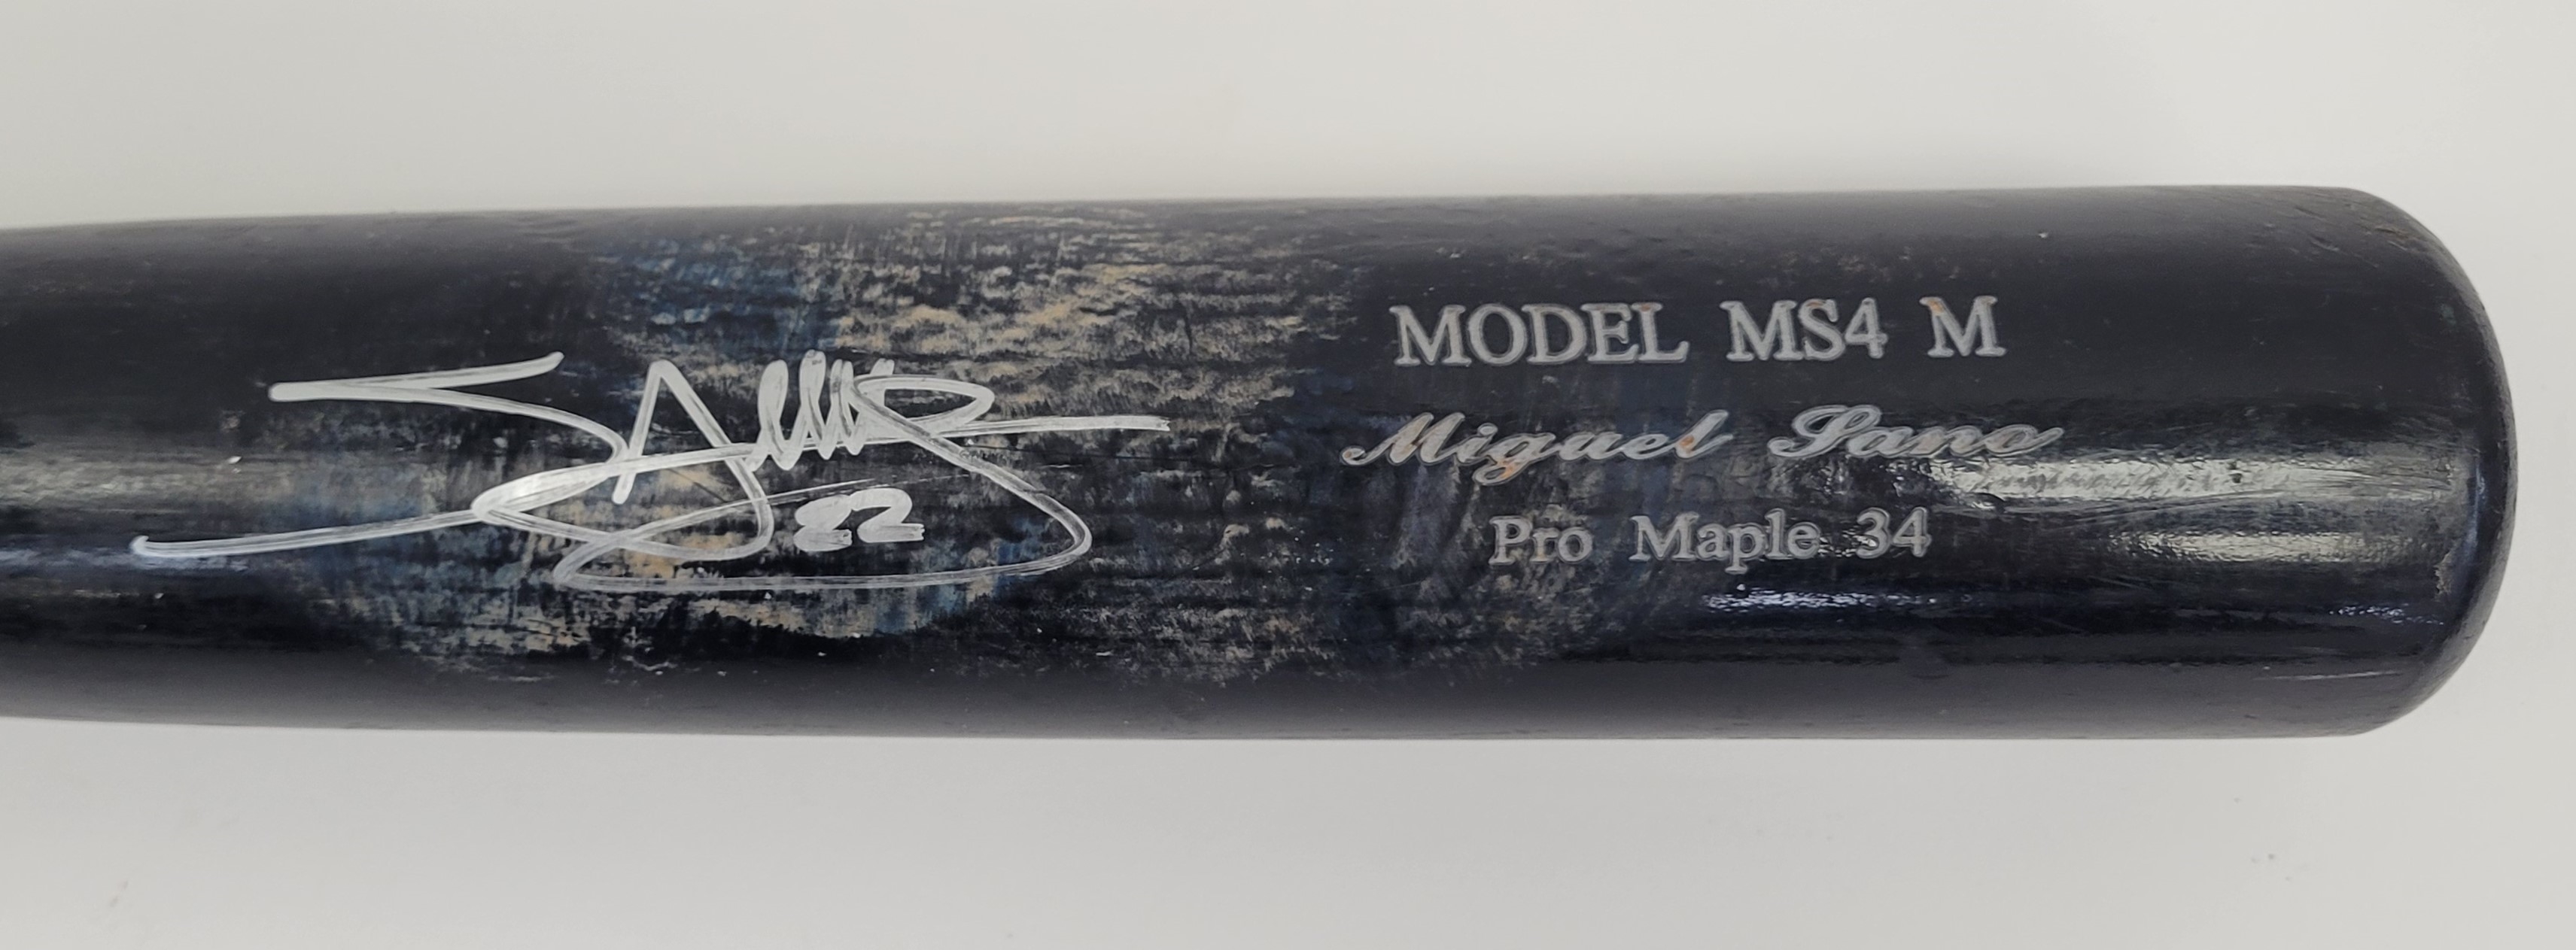 22
MODEL MS4 M
Miguel Sano
Pro Maple 34